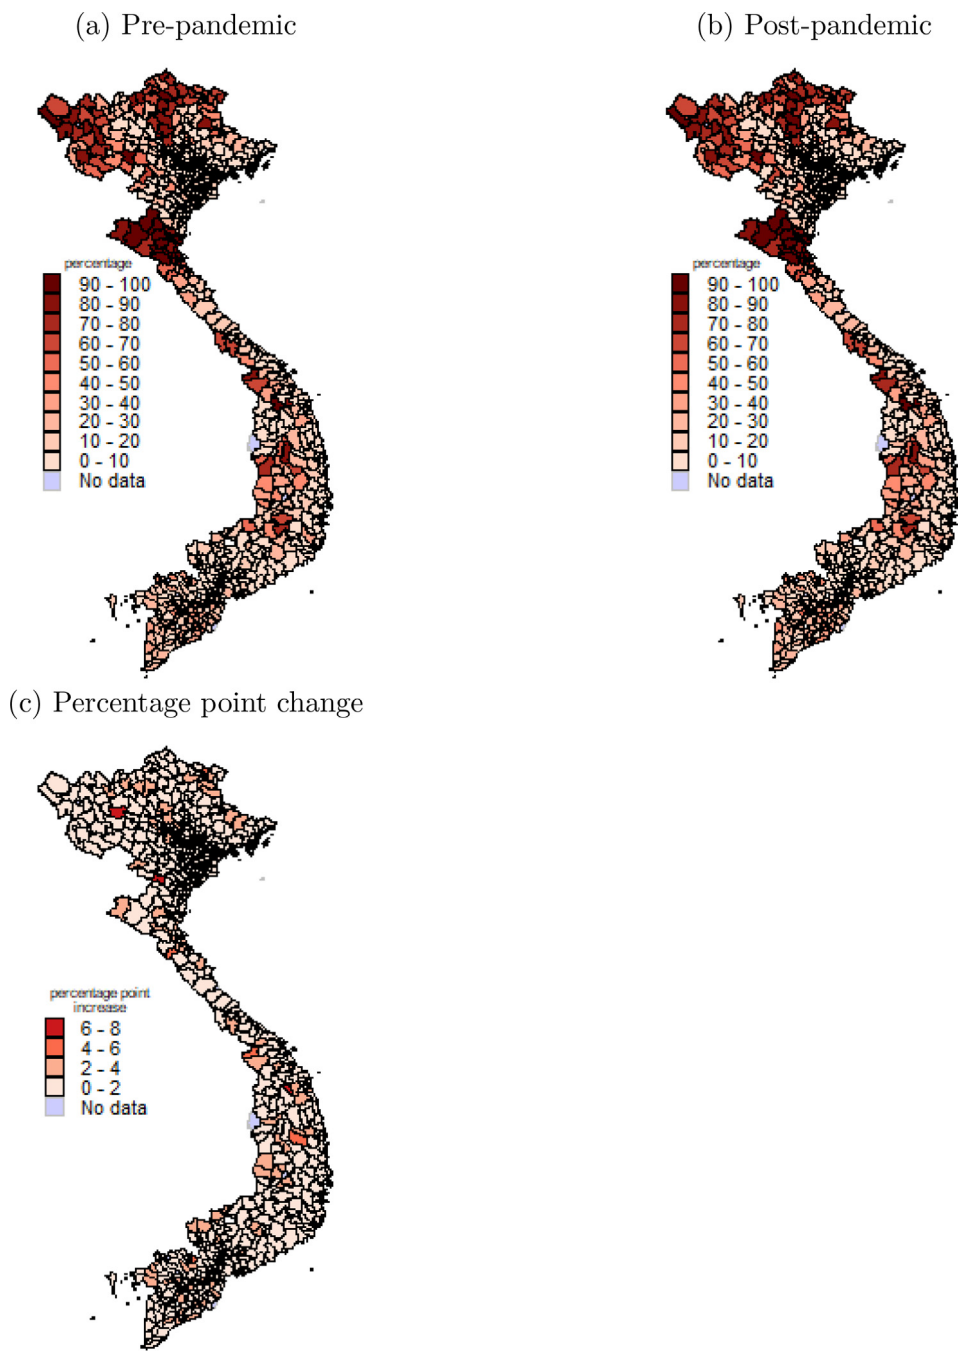 (a) Pre-pandemic
(b) Post-pandemic
percentage
90 - 100
80 - 90
70 - 80
60 - 70
50 - 60
40 - 50
30 - 40
20 - 30
10 - 20
0 - 10
No data
percentage
90 - 100
80 - 90
70 - 80
60 - 70
50 - 60
40 - 50
30 - 40
20 - 30
10 - 20
0 - 10
No data
(c) Percentage point change
percentage point
increase
6 - 8
4 - 6
2 - 4
0 - 2
No data